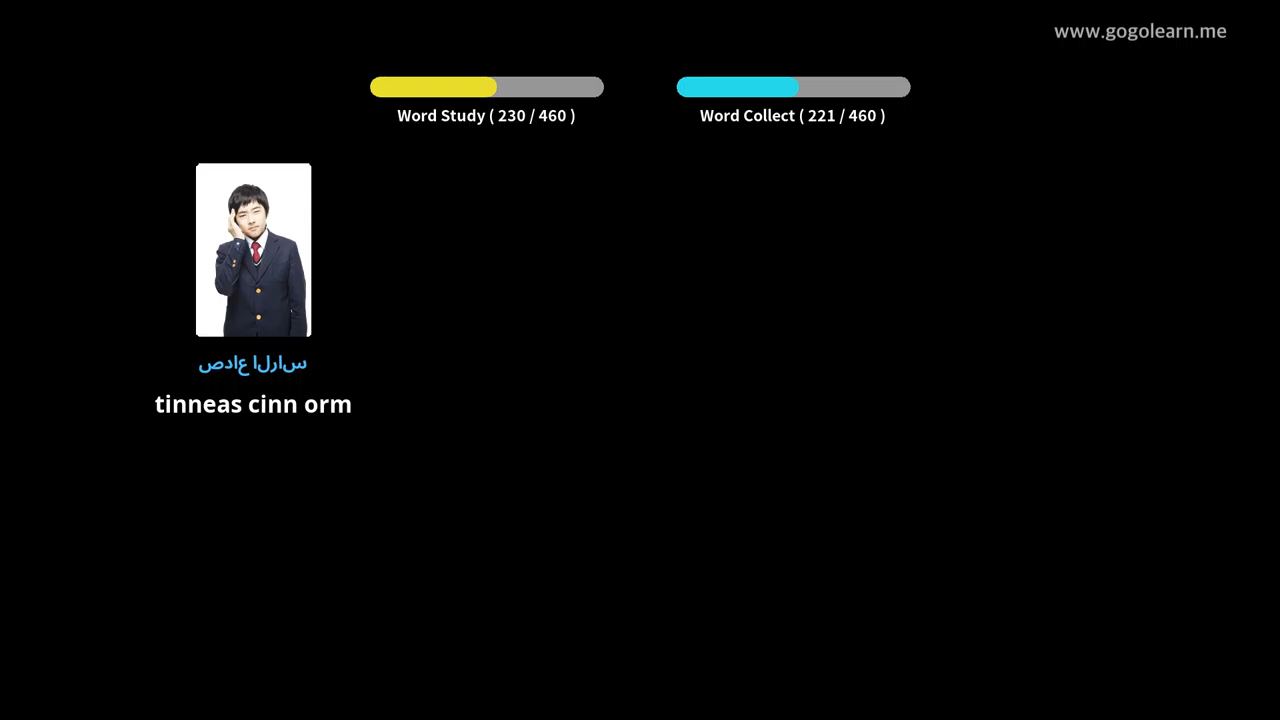 www.gogolearn.me
Word Study ( 230 / 460 )
Word Collect ( 221 / 460 )
صداع الراس
tinneas cinn orm